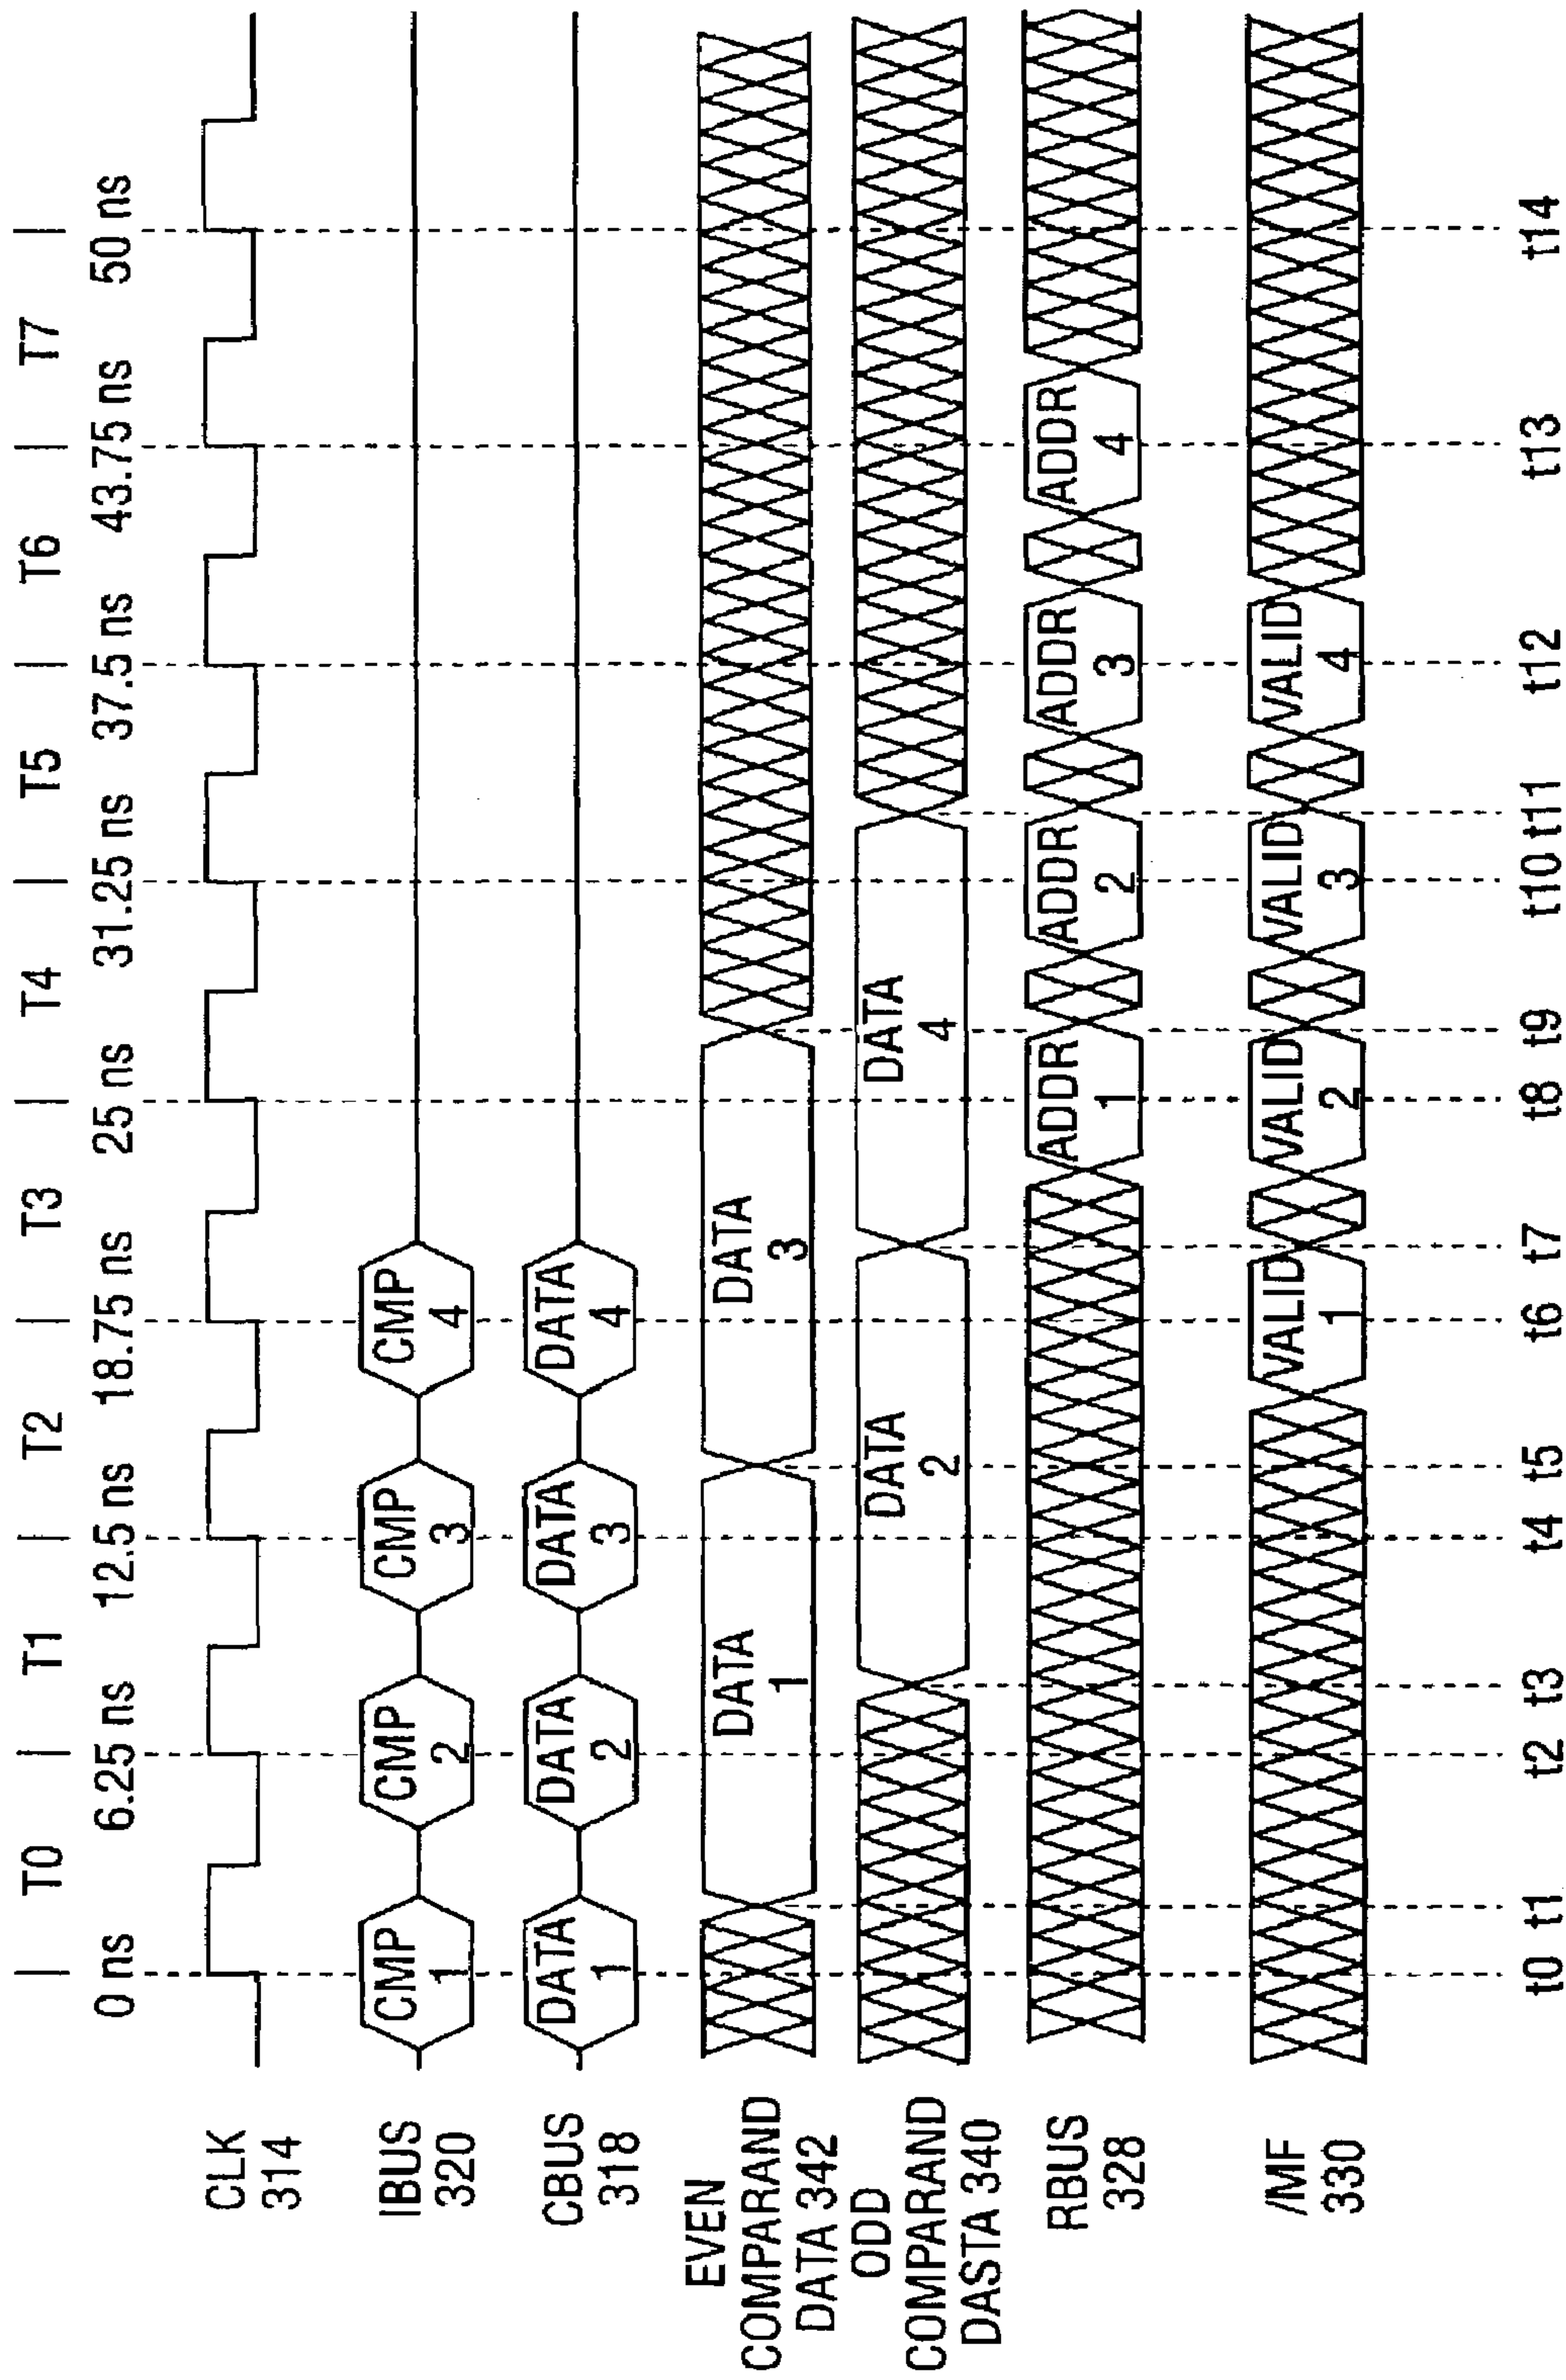 T0 | T1 | T2 | T3 | T4 | T5 | T6 | T7
0 ns 6.25 ns 12.5 ns 18.75 ns 25 ns 31.25 ns 37.5 ns 43.75 ns 50 ns
CLK
314
IBUS
320
CMP
1
CMP
2
CMP
3
CMP
4
CBUS
318
DATA
1
DATA
2
DATA
3
DATA
4
EVEN
COMPARAND
DATA 342
DATA
1
DATA
3
ODD
COMPARAND
DASTA 340
DATA
2
DATA
4
RBUS
328
ADDR
1
ADDR
2
ADDR
3
ADDR
4
/MF
330
VALID
1
VALID
2
VALID
3
VALID
4
t0 t1 t2 t3 t4 t5 t6 t7 t8 t9 t10 t11 t12 t13 t14